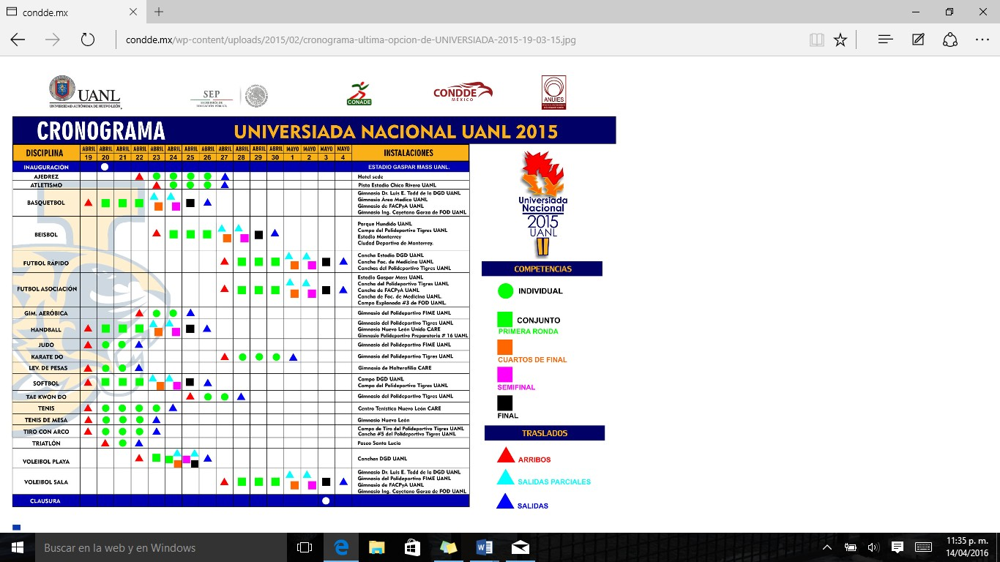 condde.mx
condde.mx/wp-content/uploads/2015/02/cronograma-ultima-opcion-de-UNIVERSIADA-2015-19-03-15.jpg
UANL
UNIVERSIDAD AUTÓNOMA DE NUEVO LEÓN
SEP
SECRETARÍA DE
EDUCACIÓN PÚBLICA
CONADE
CONDDE
MÉXICO
ANUIES
CRONOGRAMA UNIVERSIADA NACIONAL UANL 2015
DISCIPLINA ABRIL 19 ABRIL 20 ABRIL 21 ABRIL 22 ABRIL 23 ABRIL 24 ABRIL 25 ABRIL 26 ABRIL 27 ABRIL 28 ABRIL 29 ABRIL 30 MAYO 1 MAYO 2 MAYO 3 MAYO 4 INSTALACIONES
INAUGURACIÓN ESTADIO GASPAR MASS UANL.
AJEDREZ Hotel sede
ATLETISMO Pista Estadio Chico Rivera UANL
BASQUETBOL Gimnasio Dr. Luis E. Todd de la DGD UANL
Gimnasio Area Medica UANL
Gimnasio de FACPyA UANL
Gimnasio Ing. Cayetano Garza de FOD UANL
BEISBOL Parque Hundido UANL
Campo del Polideportivo Tigres UANL
Estadio Monterrey
Ciudad Deportiva de Monterrey.
FUTBOL RÁPIDO Cancha Estadio DGD UANL
Cancha Fac. de Medicina UANL
Canchas del Polideportivo Tigres UANL
FUTBOL ASOCIACIÓN Estadio Gaspar Mass UANL
Cancha del Polideportivo Tigres UANL
Cancha de FACPyA UANL
Cancha de Fac. de Medicina UANL.
Campo Explanada #3 de FOD UANL.
GIM. AERÓBICA Gimnasio del Polideportivo FIME UANL
HANDBALL Gimnasio del Polideportivo Tigres UANL
Gimnasio Nuevo León Unido CARE
Gimnasio Polideportivo Preparatoria # 16 UANL
JUDO Gimnasio del Polideportivo FIME UANL
KARATE DO Gimnasio del Polideportivo Tigres UANL
LEV. DE PESAS Gimnasio de Halterofilia CARE
SOFTBOL Campo DGD UANL
Campo del Polideportivo Tigres UANL
TAE KWON DO Gimnasio del Polideportivo Tigres UANL
TENIS Centro Tenístico Nuevo León CARE
TENIS DE MESA Gimnasio Nuevo León
TIRO CON ARCO Campo de Tiro del Polideportivo Tigres UANL
Cancha #5 del Polideportivo Tigres UANL
TRIATLÓN Paseo Santa Lucia
VOLEIBOL PLAYA Canchas DGD UANL
VOLEIBOL SALA Gimnasio Dr. Luis E. Todd de la DGD UANL
Gimnasio del Polideportivo FIME UANL
Gimnasio de FACPyA UANL
Gimnasio Ing. Cayetano Garza de FOD UANL
CLAUSURA
Universiada
Nacional
2015
UANL
COMPETENCIAS
INDIVIDUAL
CONJUNTO
PRIMERA RONDA
CUARTOS DE FINAL
SEMIFINAL
FINAL
TRASLADOS
ARRIBOS
SALIDAS PARCIALES
SALIDAS
Buscar en la web y en Windows
11:35 p. m.
14/04/2016